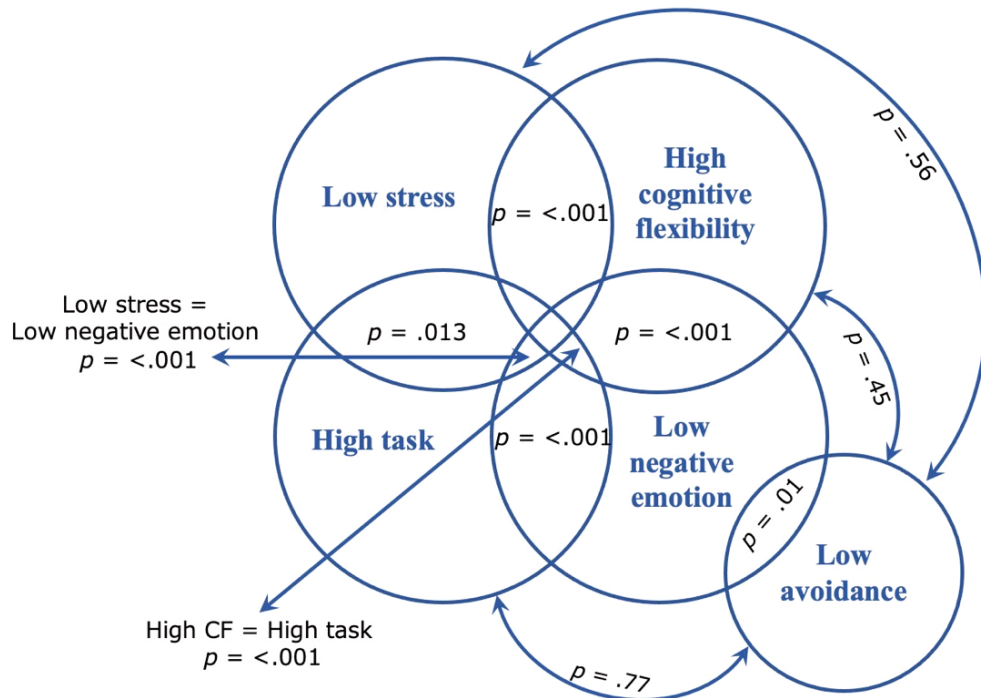 Low stress
High
cognitive
flexibility
p = <.001
p = .56
Low stress =
Low negative emotion
p = <.001
p = .013
p = <.001
p = .45
High task
p = <.001
Low
negative
emotion
p = .01
Low
avoidance
High CF = High task
p = <.001
p = .77